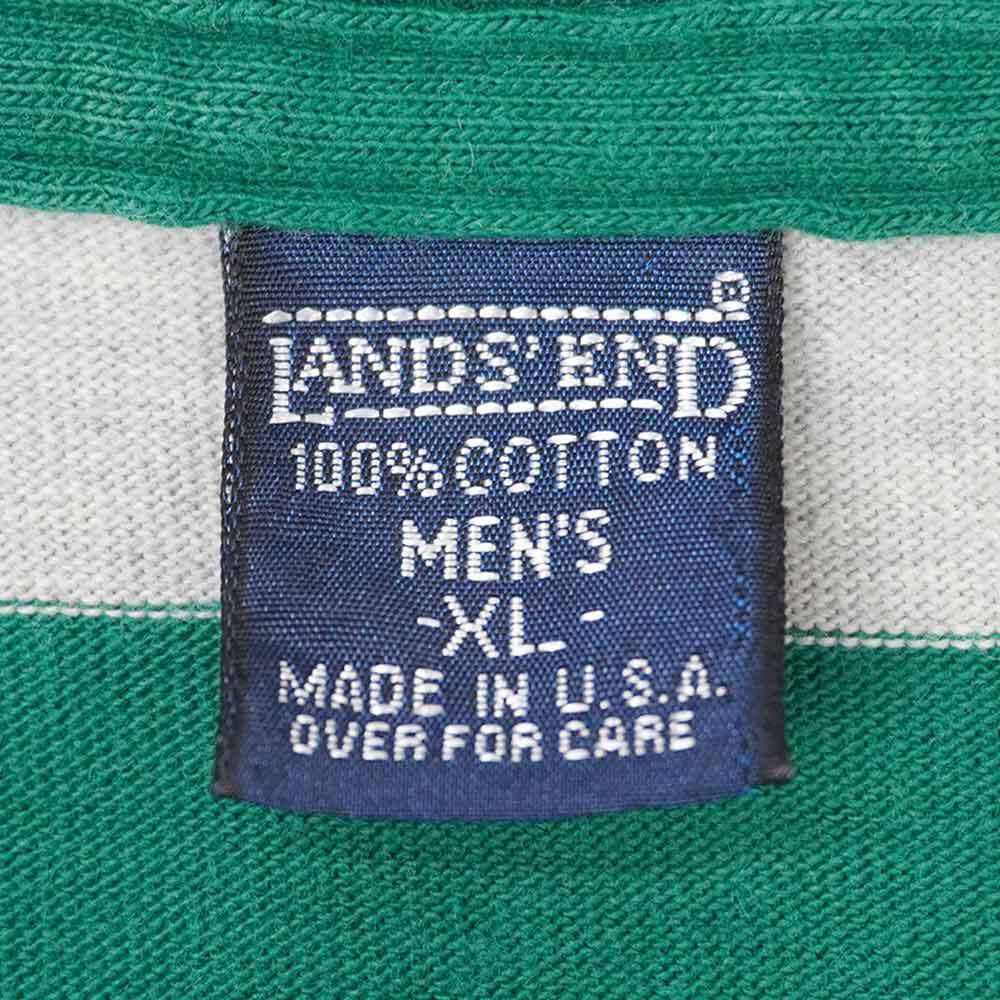 LANDS' END®
100% COTTON
MEN'S
-XL-
MADE IN U.S.A.
OVER FOR CARE